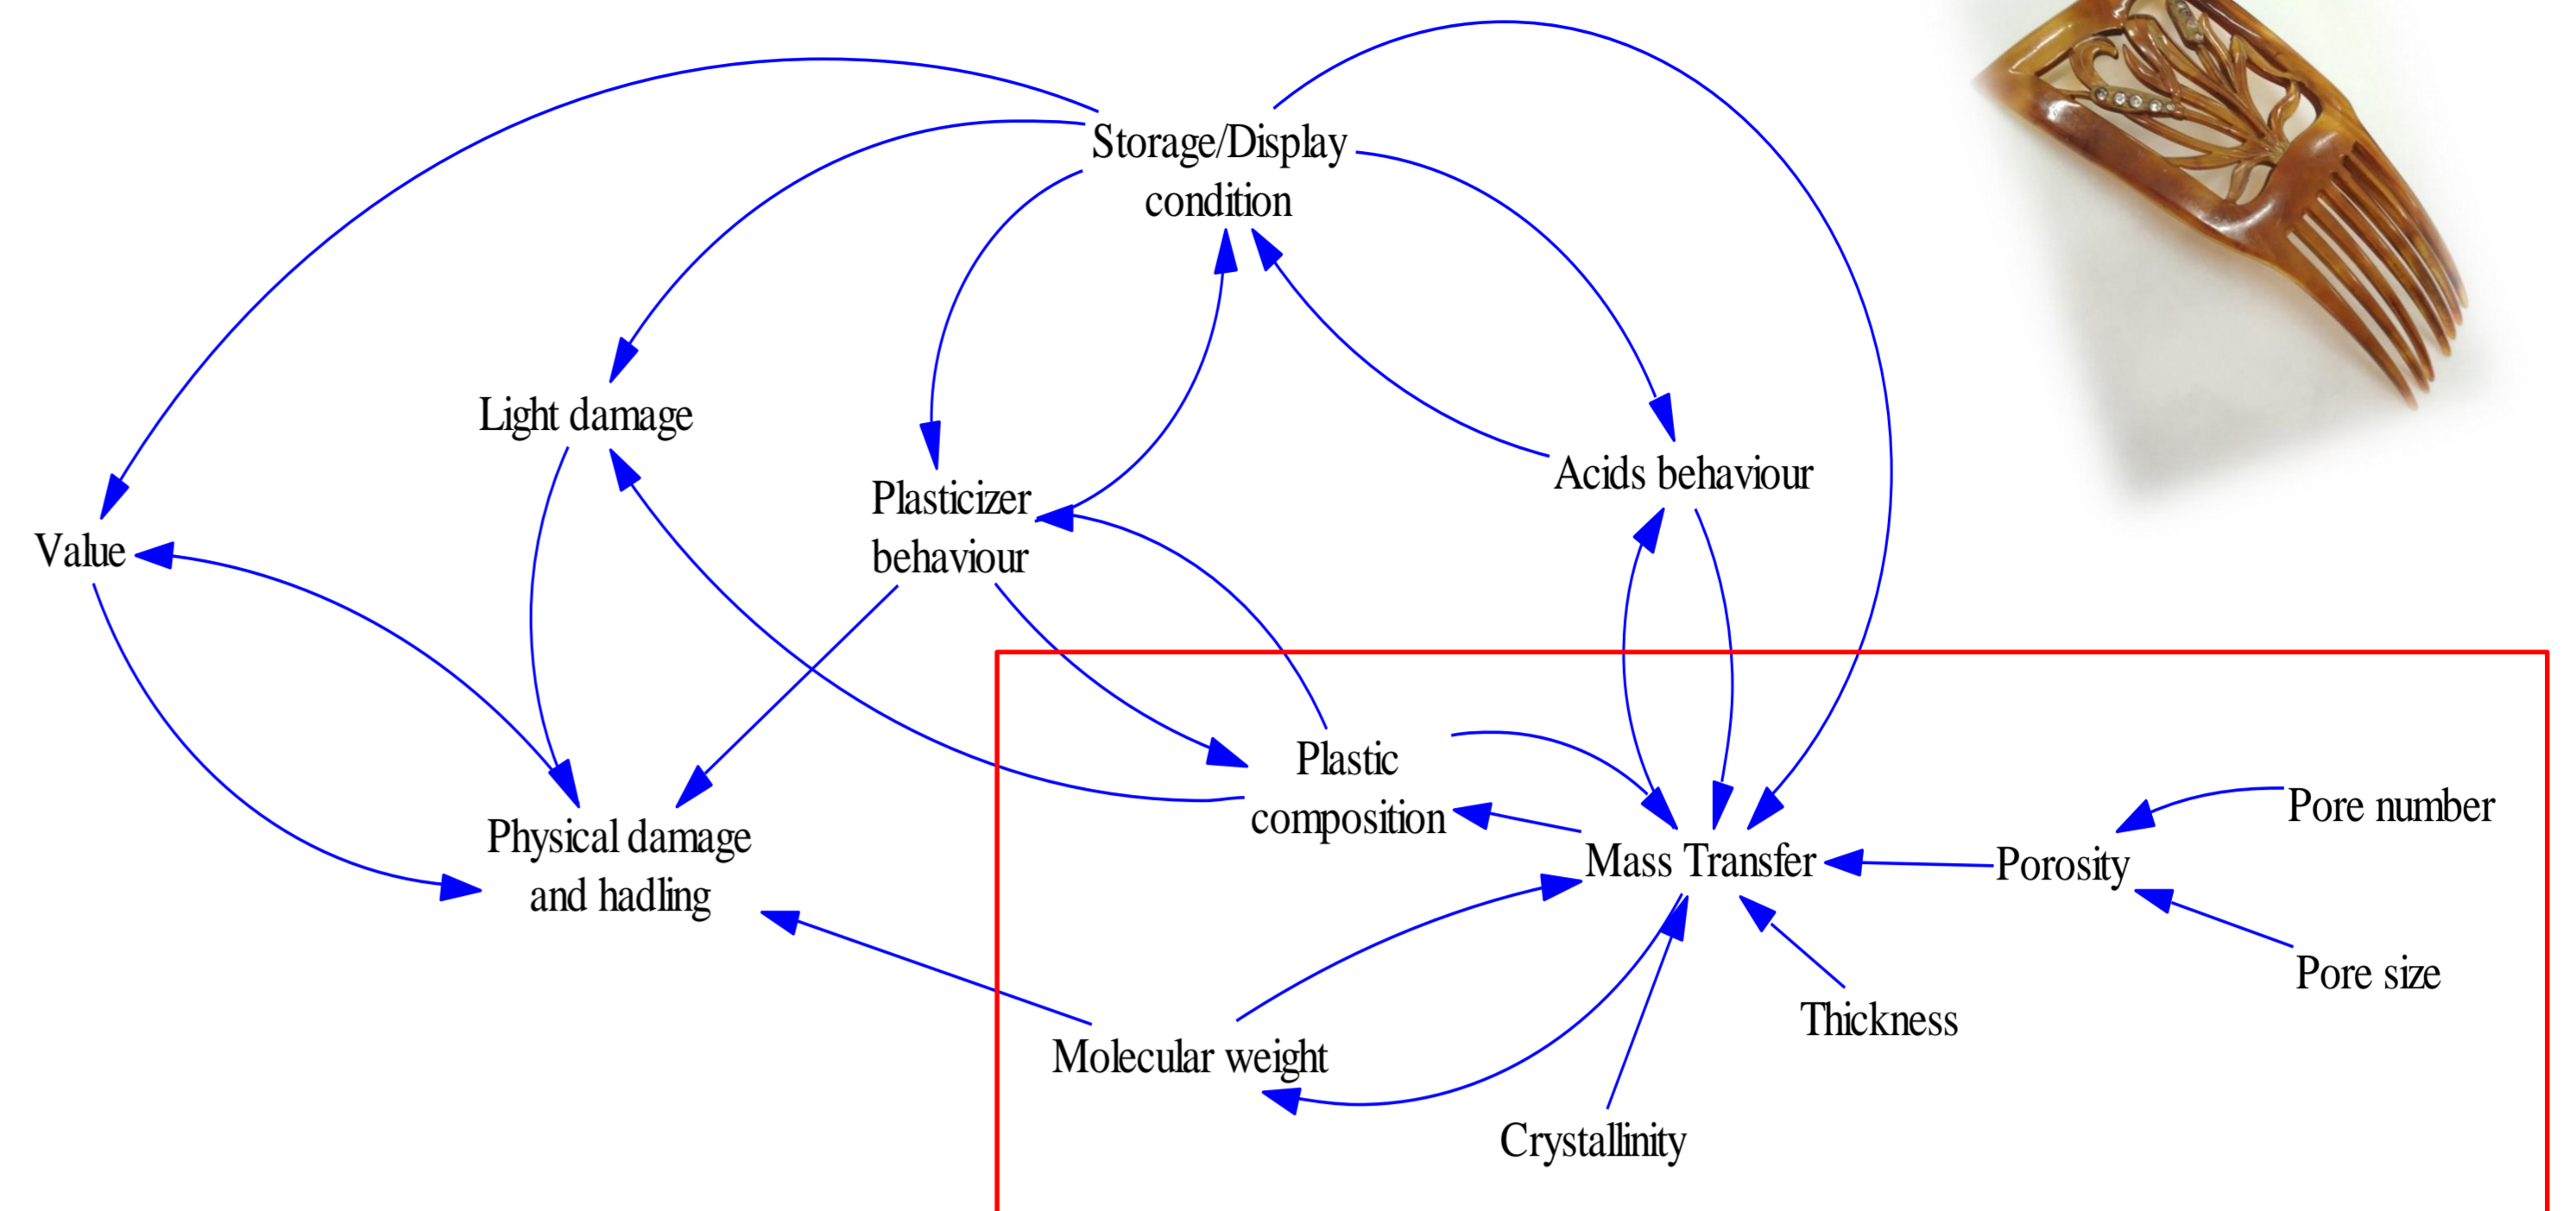 Storage/Display
condition
Light damage
Acids behaviour
Plasticizer
behaviour
Value
Plastic
composition
Pore number
Physical damage
and hadling
Mass Transfer
Porosity
Pore size
Thickness
Molecular weight
Crystallinity